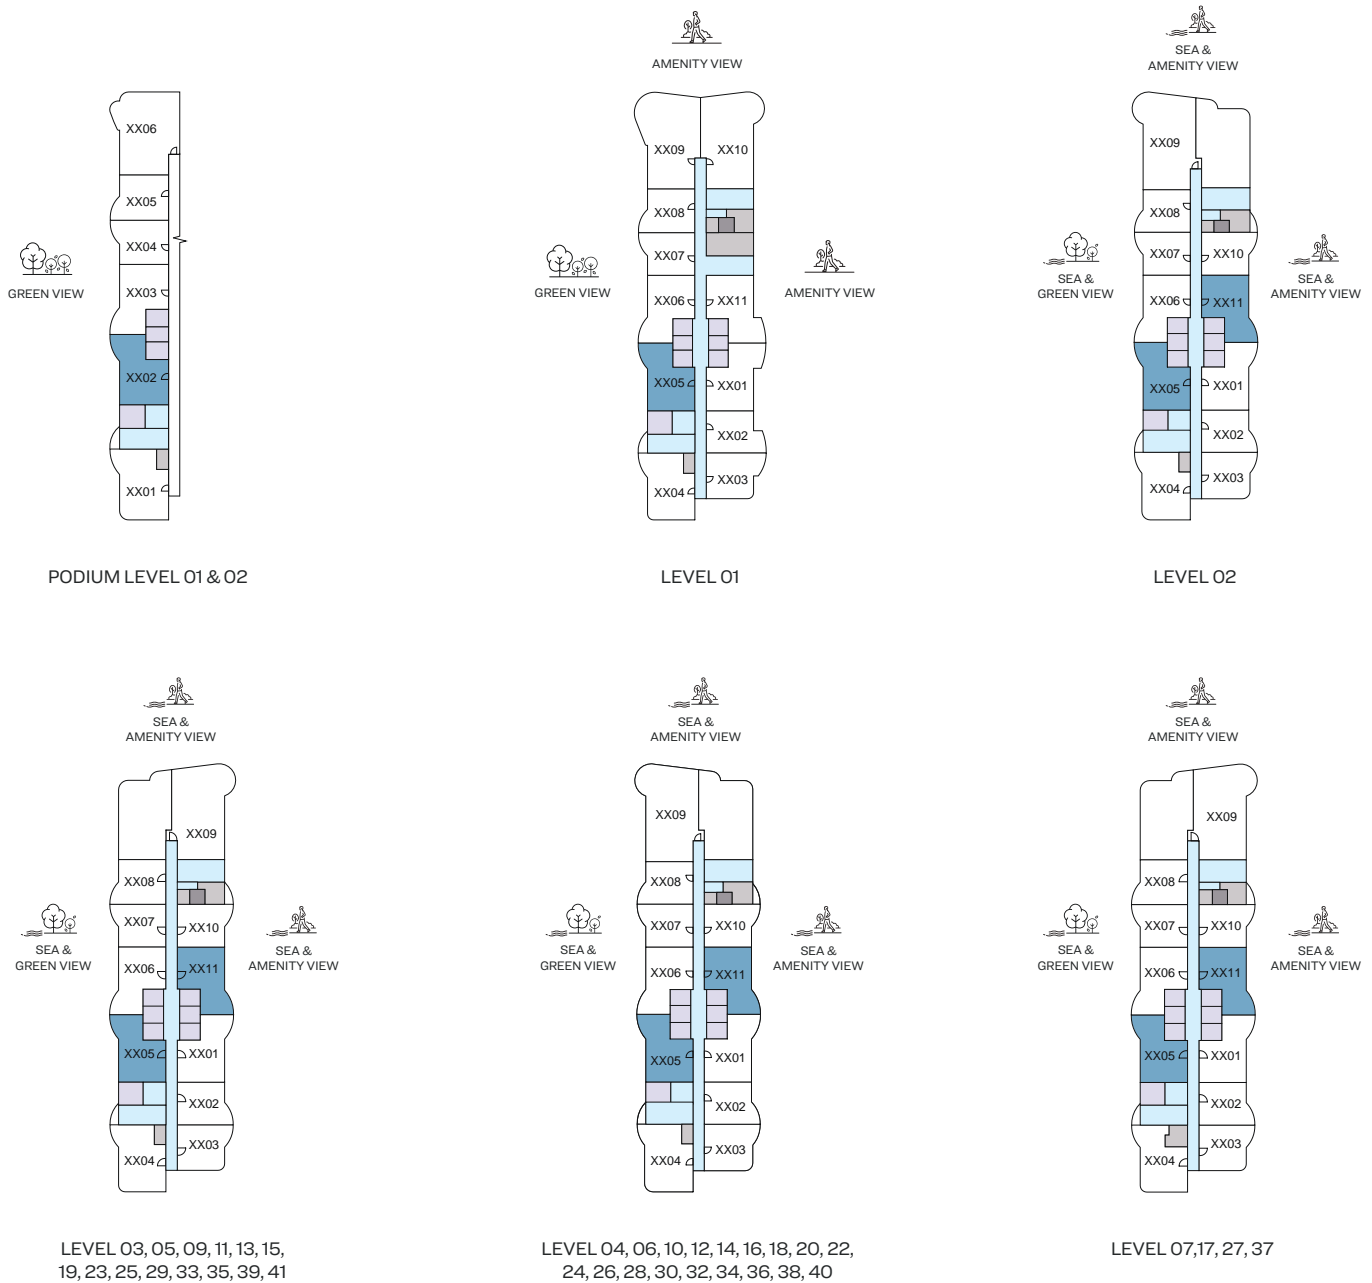 AMENITY VIEW
SEA &
AMENITY VIEW
XX06
XX05
XX04
XX03
XX02
XX01
GREEN VIEW
PODIUM LEVEL 01 & 02
XX09
XX10
XX08
XX07
XX06
XX11
XX05
XX01
XX02
XX03
XX04
GREEN VIEW
AMENITY VIEW
LEVEL 01
XX09
XX08
XX07
XX10
XX06
XX11
XX05
XX01
XX02
XX03
XX04
SEA &
GREEN VIEW
SEA &
AMENITY VIEW
LEVEL 02
SEA &
AMENITY VIEW
XX09
XX08
XX07
XX10
XX06
XX11
XX05
XX01
XX02
XX03
XX04
SEA &
GREEN VIEW
SEA &
AMENITY VIEW
LEVEL 03, 05, 09, 11, 13, 15,
19, 23, 25, 29, 33, 35, 39, 41
SEA &
AMENITY VIEW
XX09
XX08
XX07
XX10
XX06
XX11
XX05
XX01
XX02
XX03
XX04
SEA &
GREEN VIEW
SEA &
AMENITY VIEW
LEVEL 04, 06, 10, 12, 14, 16, 18, 20, 22,
24, 26, 28, 30, 32, 34, 36, 38, 40
SEA &
AMENITY VIEW
XX09
XX08
XX07
XX10
XX06
XX11
XX05
XX01
XX02
XX03
XX04
SEA &
GREEN VIEW
SEA &
AMENITY VIEW
LEVEL 07,17, 27, 37